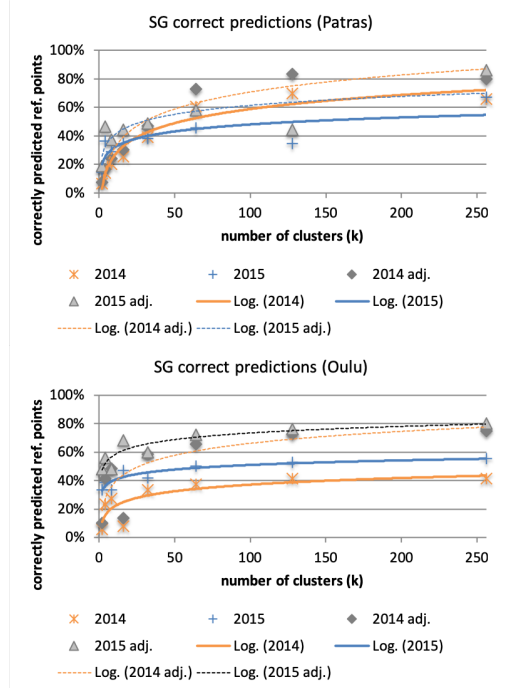 SG correct predictions (Patras)
correctly predicted ref. points
100%
80%
60%
40%
20%
0%
0 50 100 150 200 250
number of clusters (k)
2014 2015 2014 adj.
2015 adj. Log. (2014) Log. (2015)
Log. (2014 adj.) Log. (2015 adj.)
SG correct predictions (Oulu)
correctly predicted ref. points
100%
80%
60%
40%
20%
0%
0 50 100 150 200 250
number of clusters (k)
2014 2015 2014 adj.
2015 adj. Log. (2014) Log. (2015)
Log. (2014 adj.) Log. (2015 adj.)